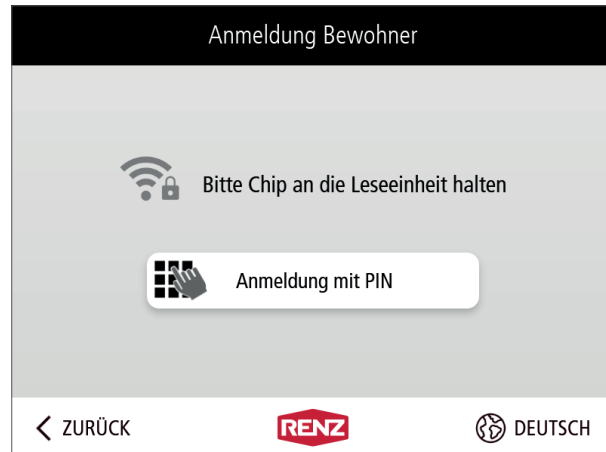 Anmeldung Bewohner
Bitte Chip an die Leseeinheit halten
Anmeldung mit PIN
ZURÜCK
RENZ
DEUTSCH